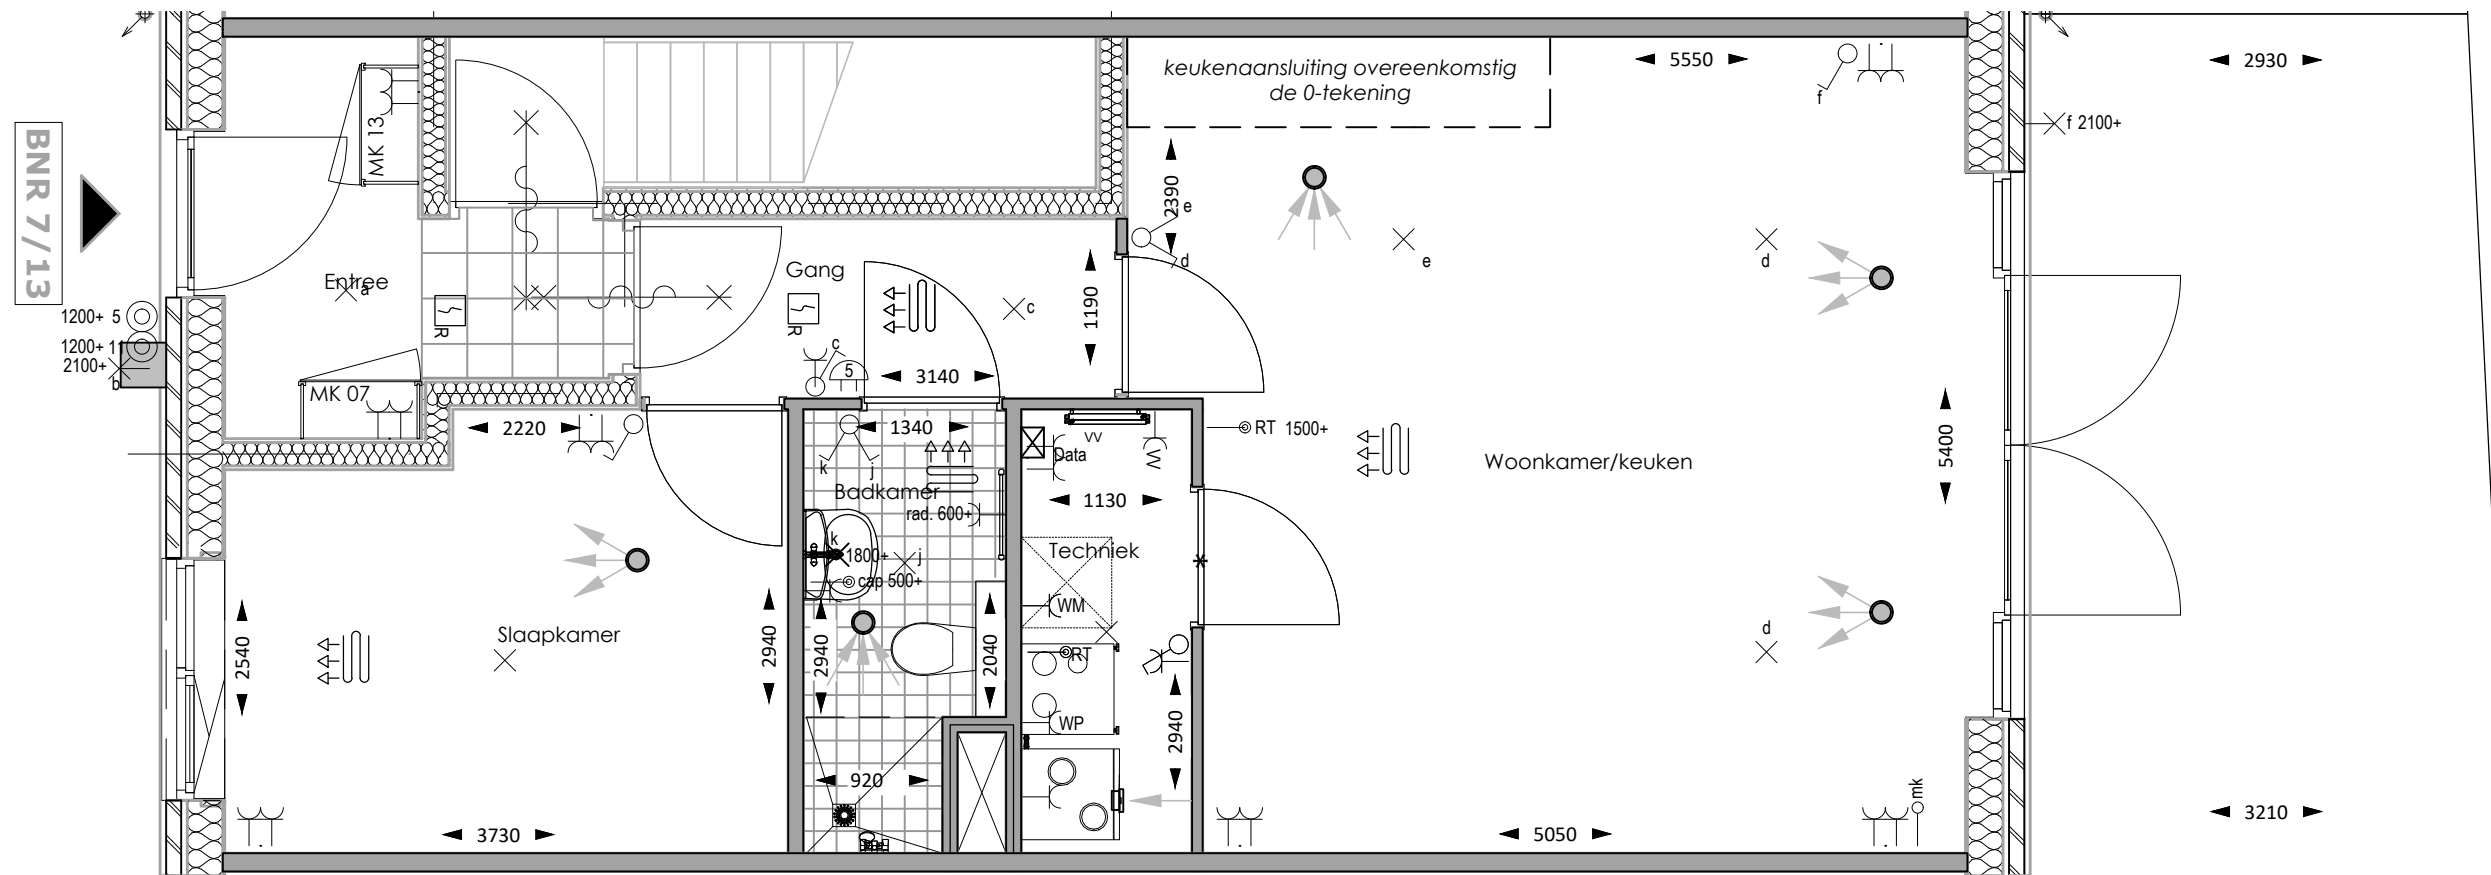 BNR 7/13
MK 13
Entree
a
1200+ 5
1200+ 11
2100+
b
MK 07
R
R
Gang
c
c
5
3140
1190
2390
e
d
keukenaansluiting overeenkomstig
de 0-tekening
5550
f
f 2100+
2930
e
d
2220
1340
k
j
Badkamer
rad. 600+
k
1800+
j
cap 500+
VV
VV
Data
1130
Techniek
WM
RT
WP
2940
RT 1500+
Woonkamer/keuken
5400
d
Slaapkamer
2540
2940
2940
2040
920
3730
5050
mk
3210